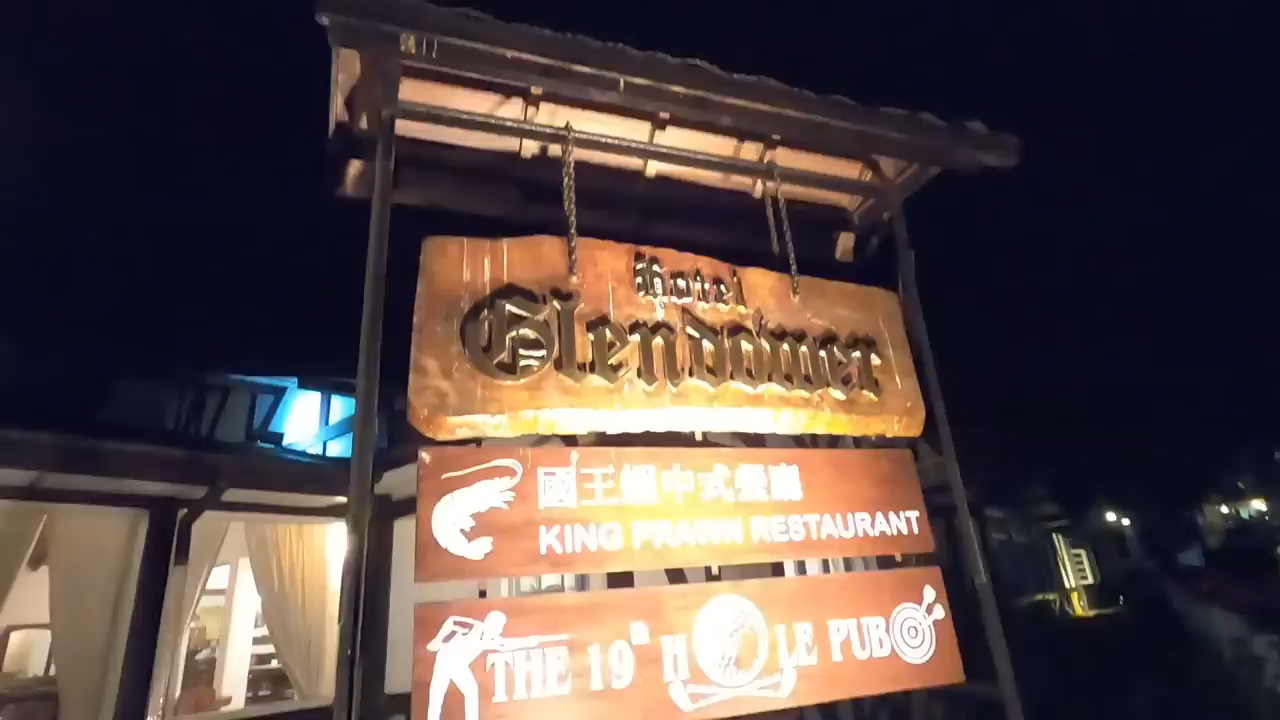 Hotel
Glendower
國王蝦中式餐廳
KING PRAWN RESTAURANT
THE 19th HOLE PUB